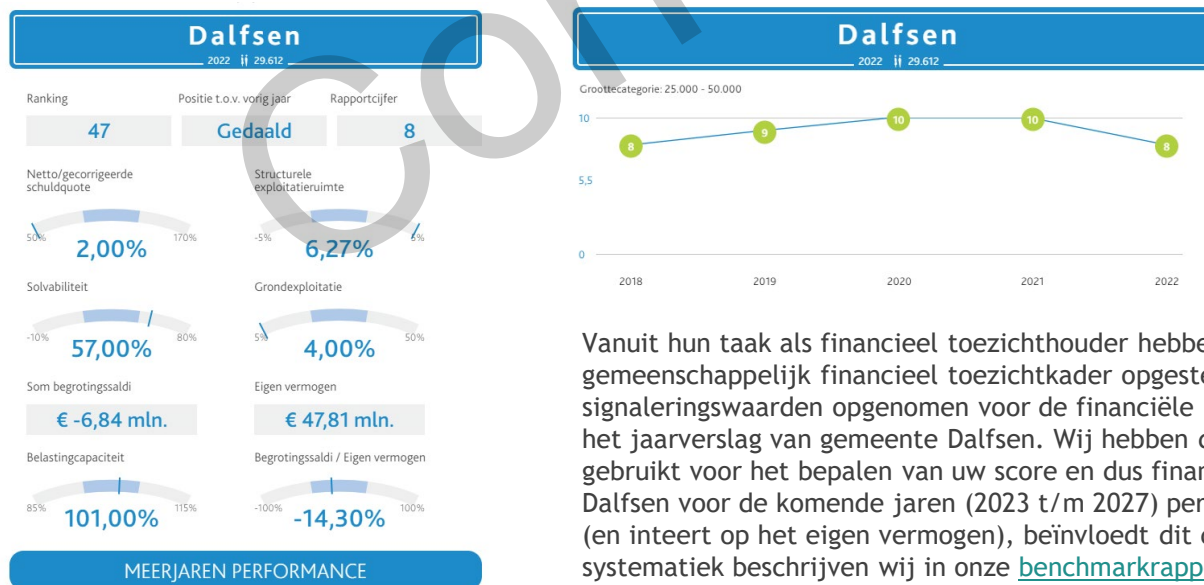 Dalfsen
2022 29.612
Ranking Positie t.o.v. vorig jaar Rapportcijfer
47 Gedaald 8
Netto/gecorrigeerde schuldquote
50% 170%
2,00%
Structurele exploitatieruimte
-5% 5%
6,27%
Solvabiliteit
-10% 80%
57,00%
Grondexploitatie
5% 50%
4,00%
Som begrotingssaldi
€ -6,84 mln.
Eigen vermogen
€ 47,81 mln.
Belastingcapaciteit
85% 115%
101,00%
Begrotingssaldi / Eigen vermogen
-100% 100%
-14,30%
MEERJAREN PERFORMANCE
Dalfsen
2022 29.612
Groottecategorie: 25.000 - 50.000
10
5,5
0
8 9 10 10 8
2018 2019 2020 2021 2022
Vanuit hun taak als financieel toezichthouder
gemeenschappelijk financieel toezichtkader
signaleringswaarden opgenomen voor de financiële
het jaarverslag van gemeente Dalfsen. Wij hebben
gebruikt voor het bepalen van uw score en dus
Dalfsen voor de komende jaren (2023 t/m 2027)
(en inteert op het eigen vermogen), beïnvloedt dit
systematiek beschrijven wij in onze